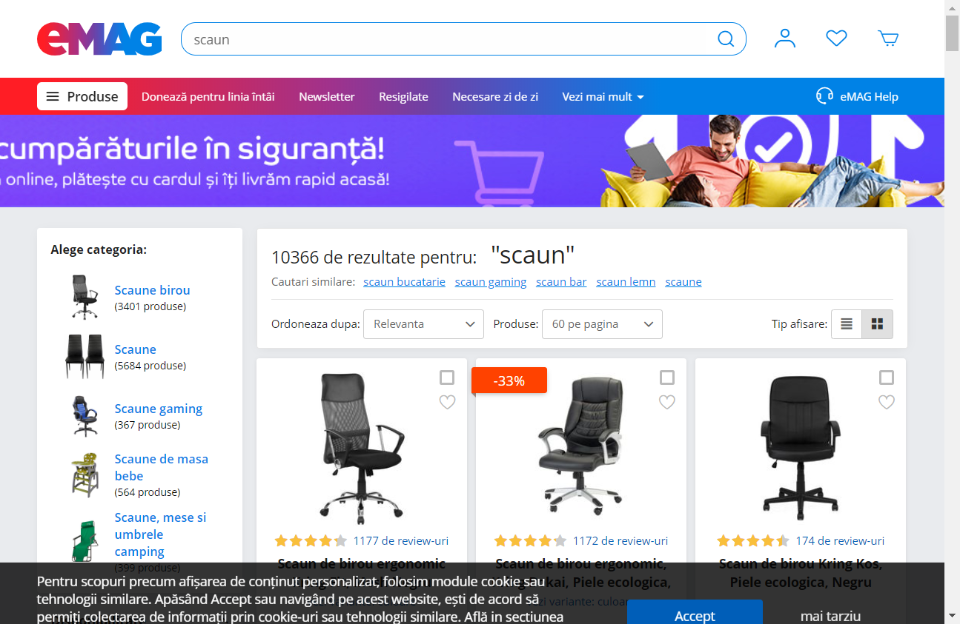 eMAG
scaun
Produse
Donează pentru linia întâi
Newsletter
Resigilate
Necesare zi de zi
Vezi mai mult
eMAG Help
cumpărăturile în siguranță!
online, plătește cu cardul și îți livrăm rapid acasă!
Alege categoria:
Scaune birou
(3401 produse)
Scaune
(5684 produse)
Scaune gaming
(367 produse)
Scaune de masa
bebe
(564 produse)
Scaune, mese si
umbrele
camping
(399 produse)
10366 de rezultate pentru: "scaun"
Cautari similare: scaun bucatarie scaun gaming scaun bar scaun lemn scaune
Ordoneaza dupa: Relevanta Produse: 60 pe pagina Tip afisare:
-33%
1177 de review-uri
Scaun de birou ergonomic
1172 de review-uri
Scaun de birou ergonomic,
Piele ecologica,
174 de review-uri
Scaun de birou Kring Kos,
Piele ecologica, Negru
Pentru scopuri precum afișarea de conținut personalizat, folosim module cookie sau
tehnologii similare. Apăsând Accept sau navigând pe acest website, ești de acord să
permiți colectarea de informații prin cookie-uri sau tehnologii similare. Află in sectiunea
Accept
mai tarziu